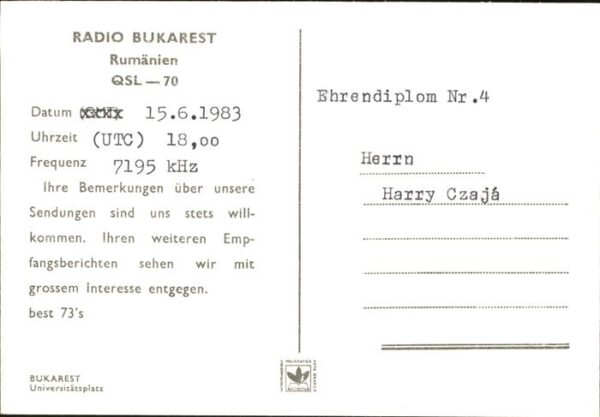 RADIO BUKAREST
Rumänien
QSL — 70
Datum 15.6.1983
Uhrzeit (UTC) 18,00
Frequenz 7195 kHz
Ihre Bemerkungen über unsere
Sendungen sind uns stets will-
kommen. Ihren weiteren Emp-
fangsberichten sehen wir mit
grossem Interesse entgegen.
best 73's
BUKAREST
Universitätsplatz
Ehrendiplom Nr.4
Herrn
Harry Czajá